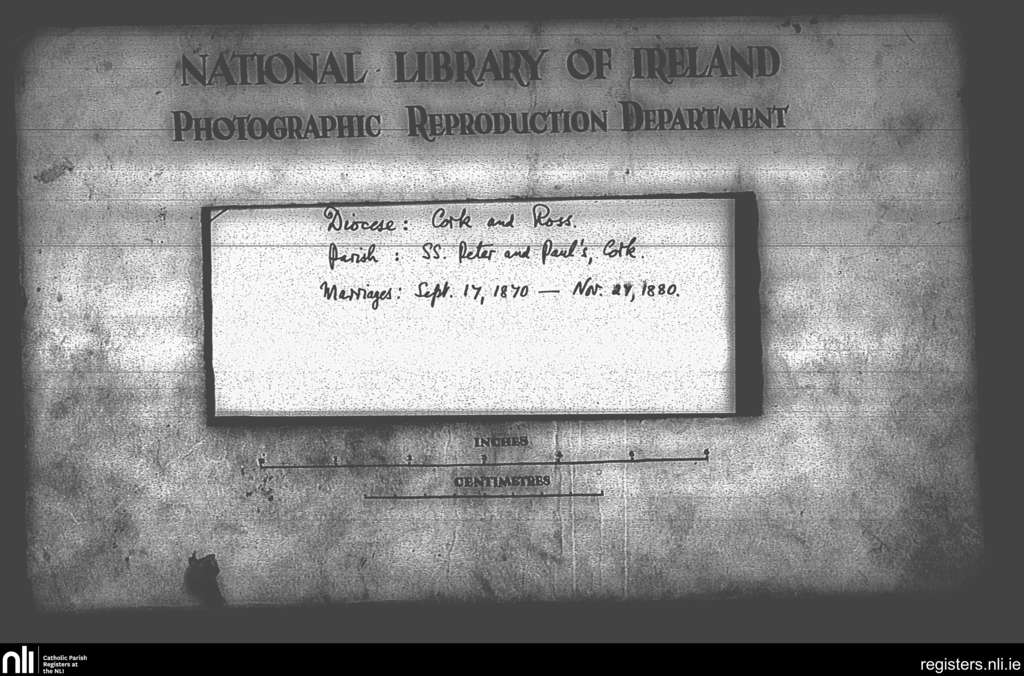 NATIONAL LIBRARY OF IRELAND
PHOTOGRAPHIC REPRODUCTION DEPARTMENT
Diocese: Cork and Ross.
Parish : SS. Peter and Paul's, Cork.
Marriages: Sept. 17, 1870 — Nov. , 1880.
INCHES
CENTIMETRES
nli
Catholic Parish
Registers at
the NLI
registers.nli.ie